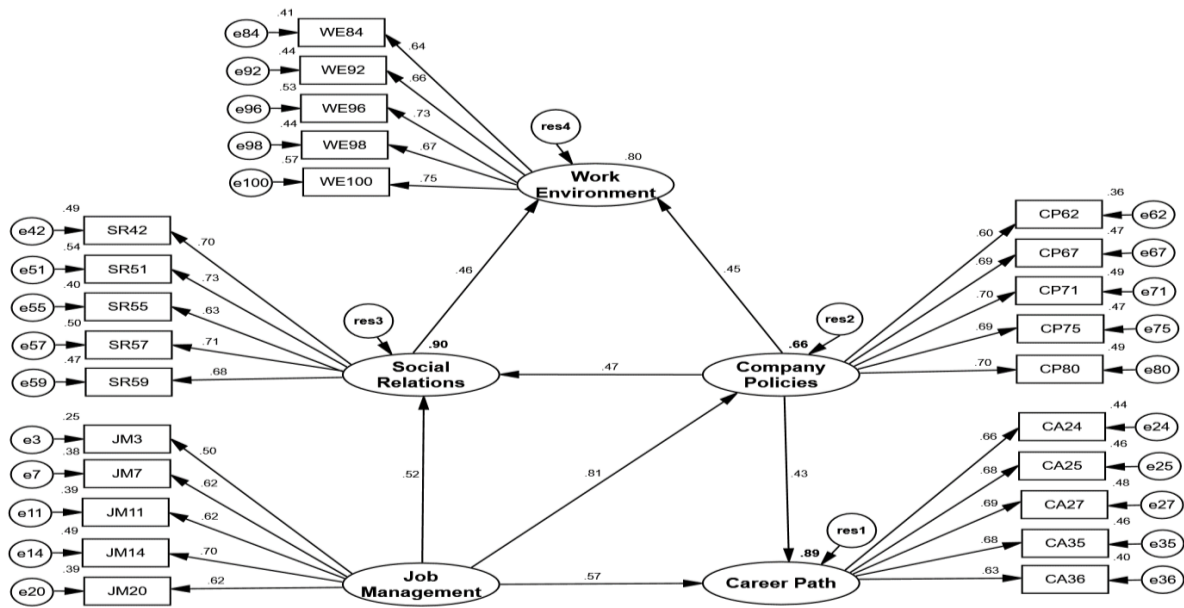 .41
e84
WE84
.64
.44
e92
WE92
.66
.53
e96
WE96
.73
.44
e98
WE98
.67
.57
e100
WE100
.75
res4
.80
Work
Environment
.49
e42
SR42
.70
.54
e51
SR51
.73
.40
e55
SR55
.63
.50
e57
SR57
.71
.47
e59
SR59
.68
res3
.90
Social
Relations
.46
.45
.36
CP62
e62
.60
.47
CP67
e67
.69
.49
CP71
e71
.70
.47
CP75
e75
.69
.49
CP80
e80
.70
res2
.66
Company
Policies
.47
.25
e3
JM3
.50
.38
e7
JM7
.62
.39
e11
JM11
.62
.49
e14
JM14
.70
.39
e20
JM20
.62
Job
Management
.52
.81
.43
.57
.44
CA24
e24
.66
.46
CA25
e25
.68
.48
CA27
e27
.69
.46
CA35
e35
.68
.40
CA36
e36
.63
res1
.89
Career Path